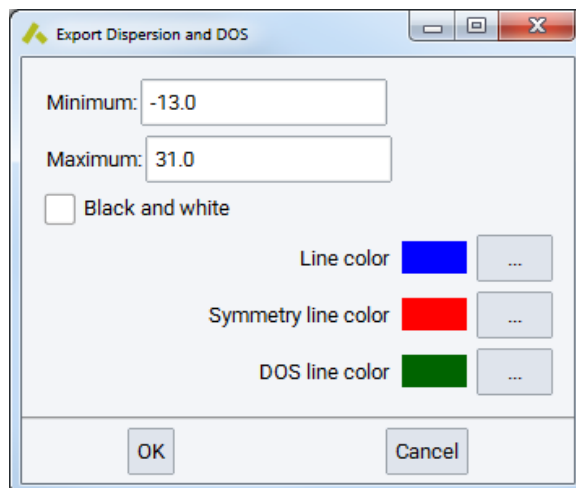 Export Dispersion and DOS
Minimum: -13.0
Maximum: 31.0
Black and white
Line color ...
Symmetry line color ...
DOS line color ...
OK Cancel